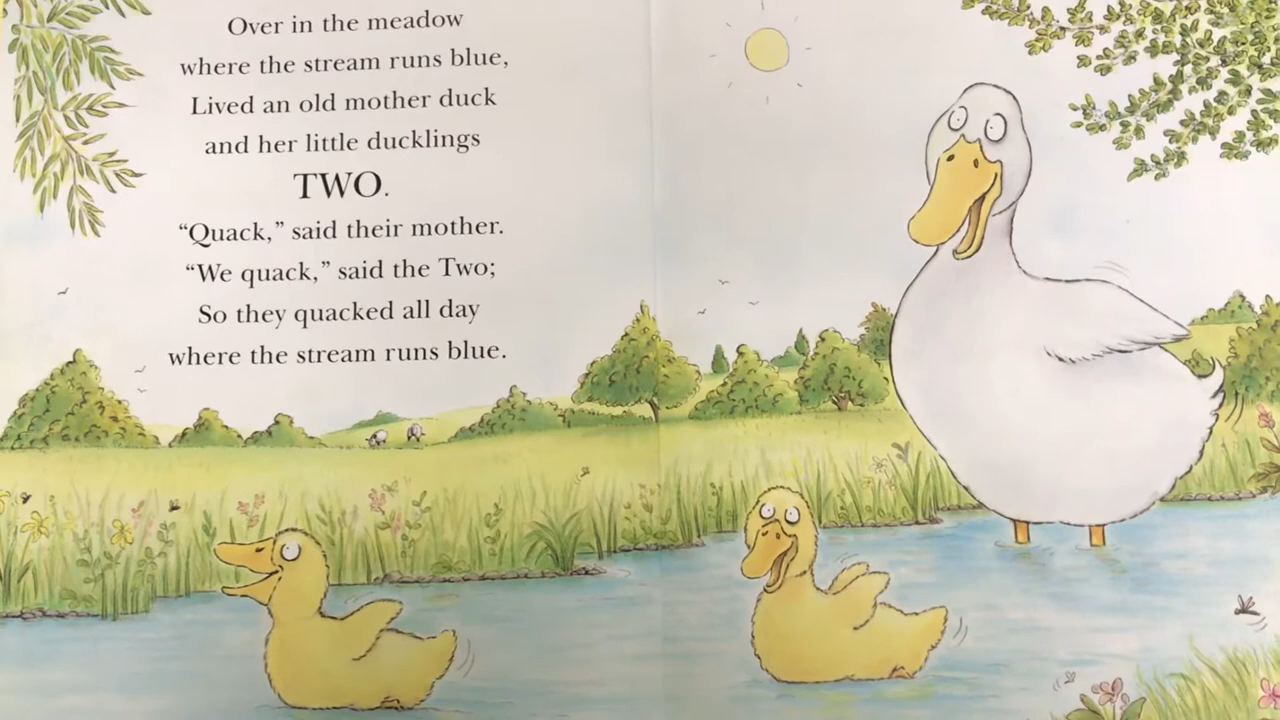 Over in the meadow
where the stream runs blue,
Lived an old mother duck
and her little ducklings
TWO.
“Quack,” said their mother.
“We quack,” said the Two;
So they quacked all day
where the stream runs blue.